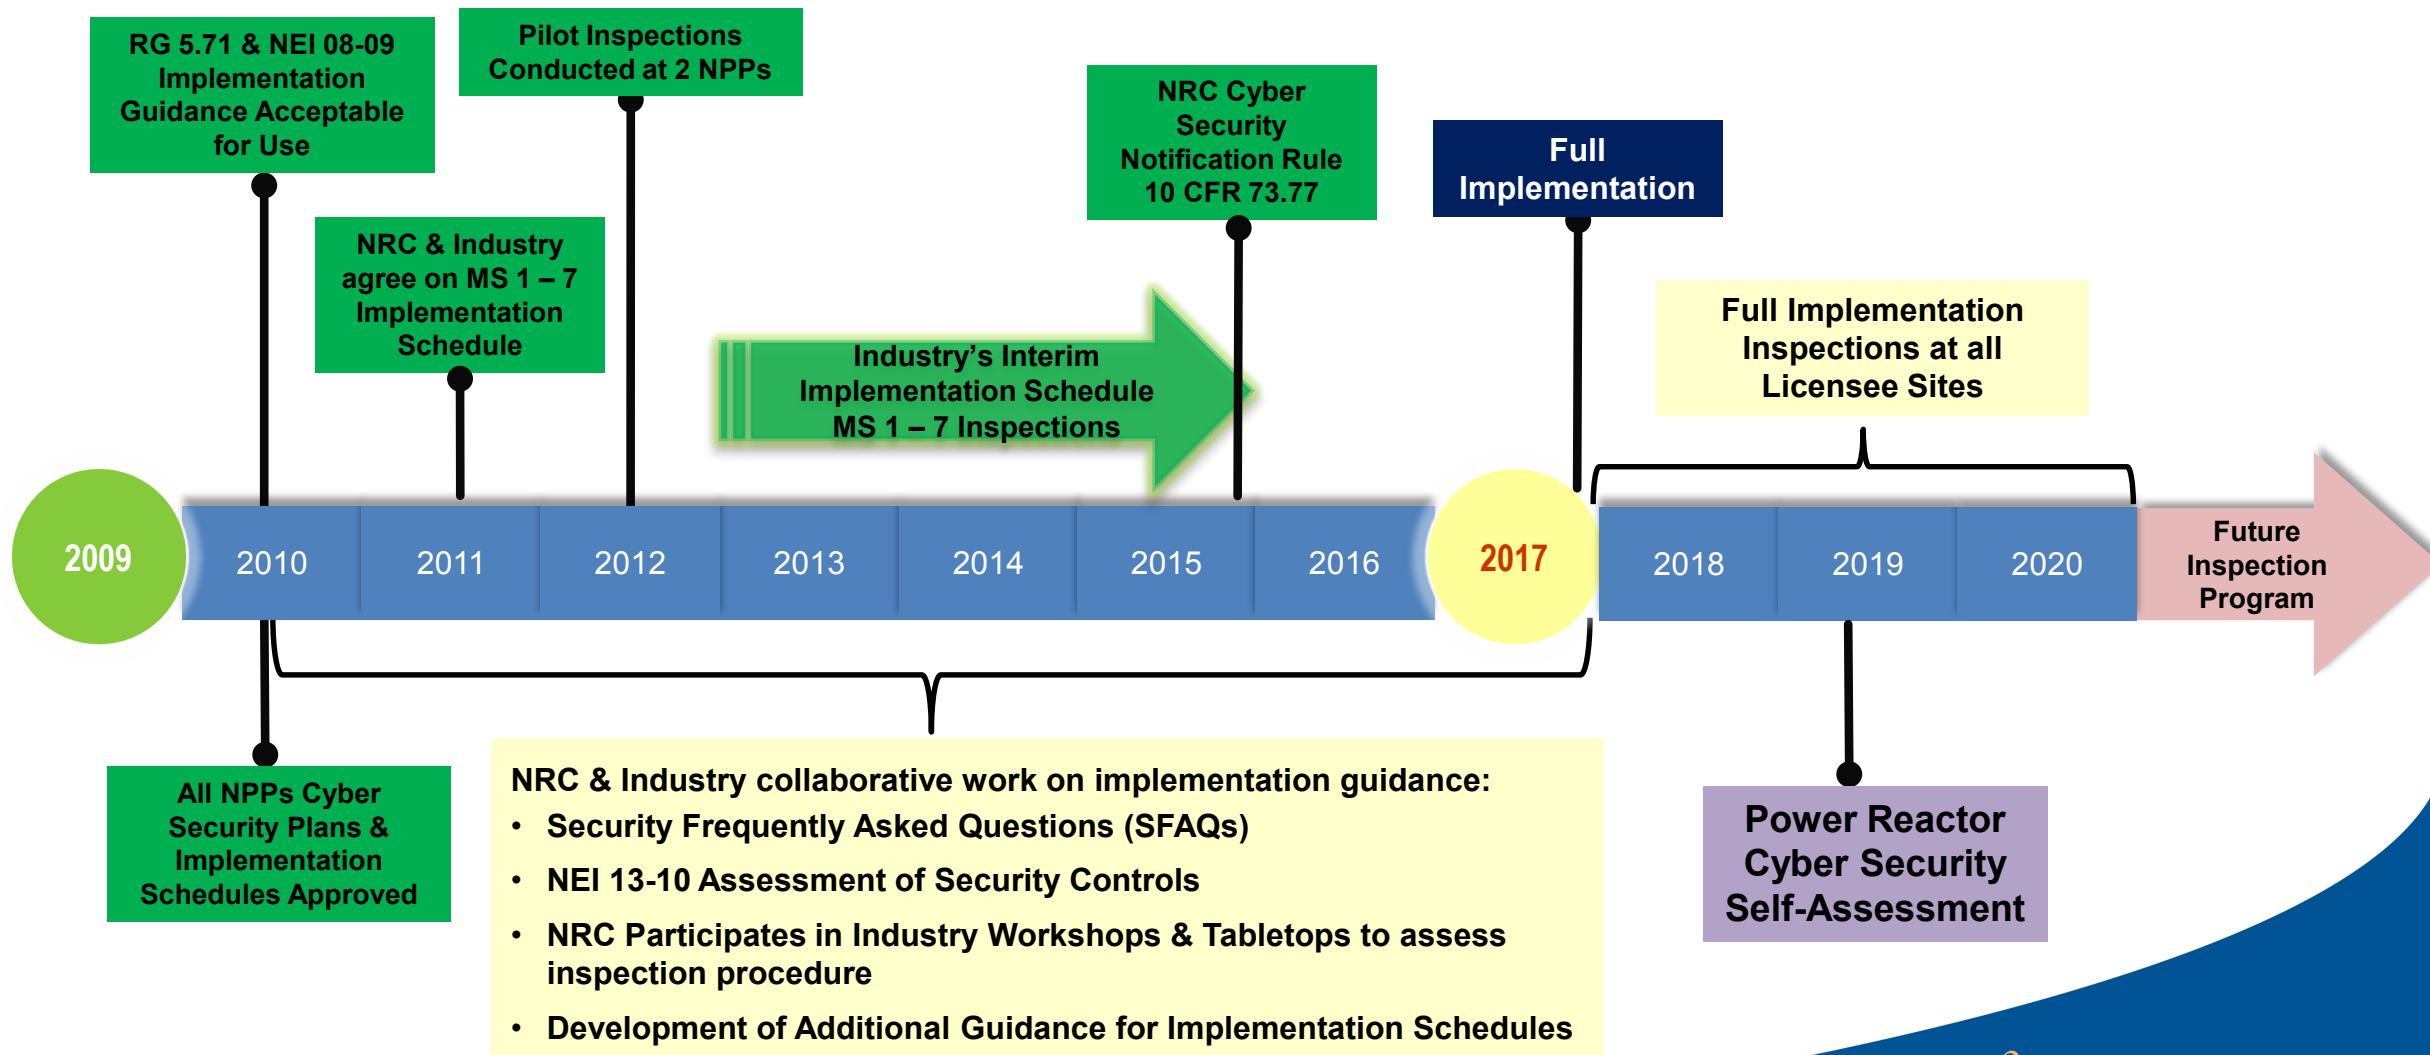 RG 5.71 & NEI 08-09
Implementation
Guidance Acceptable
for Use
Pilot Inspections
Conducted at 2 NPPs
NRC & Industry
agree on MS 1 – 7
Implementation
Schedule
NRC Cyber
Security
Notification Rule
10 CFR 73.77
Full
Implementation
Industry’s Interim
Implementation Schedule
MS 1 – 7 Inspections
Full Implementation
Inspections at all
Licensee Sites
2009
2010
2011
2012
2013
2014
2015
2016
2017
2018
2019
2020
Future
Inspection
Program
All NPPs Cyber
Security Plans &
Implementation
Schedules Approved
NRC & Industry collaborative work on implementation guidance:
• Security Frequently Asked Questions (SFAQs)
• NEI 13-10 Assessment of Security Controls
• NRC Participates in Industry Workshops & Tabletops to assess
inspection procedure
• Development of Additional Guidance for Implementation Schedules
Power Reactor
Cyber Security
Self-Assessment